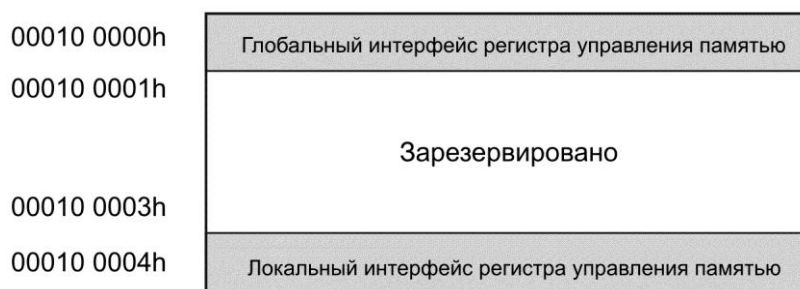 00010 0000h Глобальный интерфейс регистра управления памятью
00010 0001h
Зарезервировано
00010 0003h
00010 0004h Локальный интерфейс регистра управления памятью